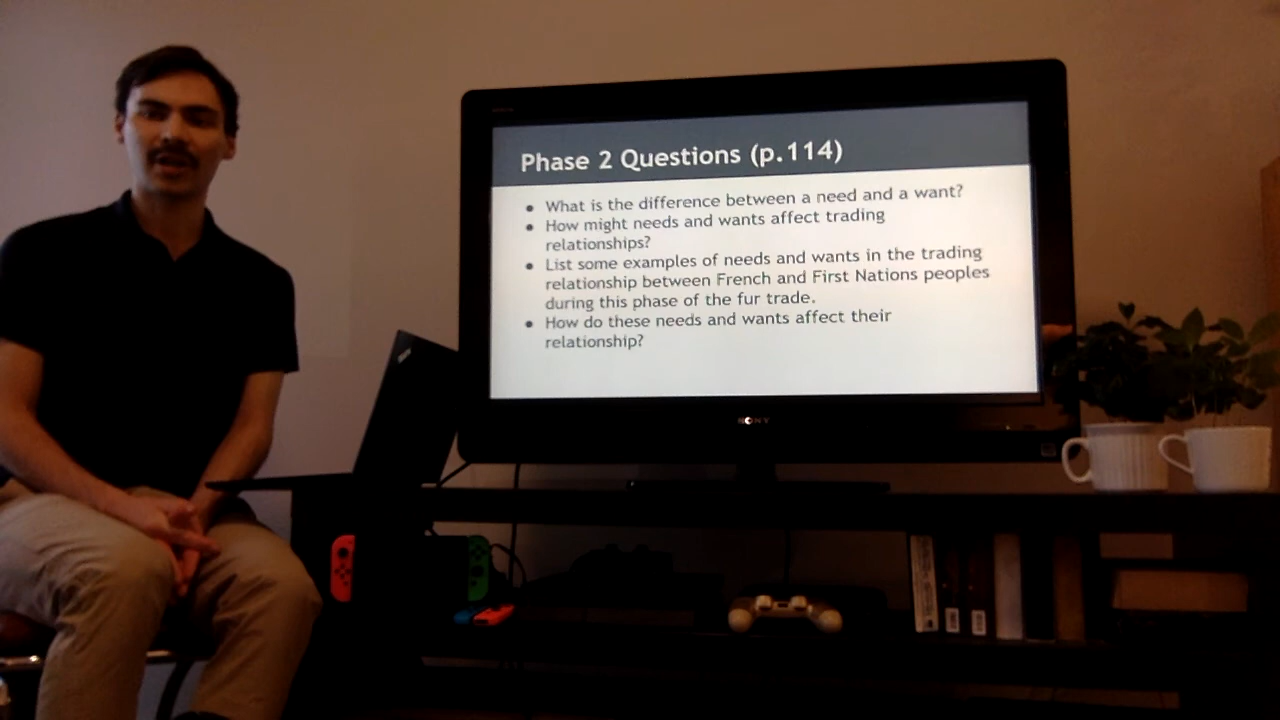 Phase 2 Questions (p.114)
• What is the difference between a need and a want?
• How might needs and wants affect trading
relationships?
• List some examples of needs and wants in the trading
relationship between French and First Nations peoples
during this phase of the fur trade.
• How do these needs and wants affect their
relationship?
SONY